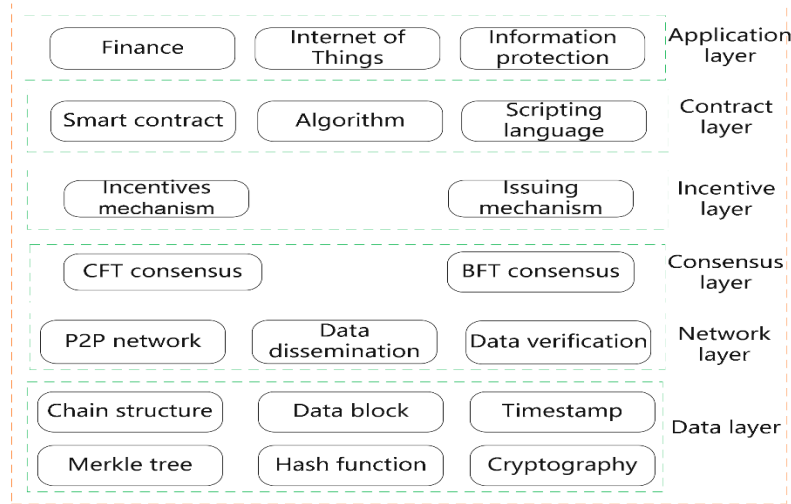 Finance
Internet of
Things
Information
protection
Application
layer
Smart contract
Algorithm
Scripting
language
Contract
layer
Incentives
mechanism
Issuing
mechanism
Incentive
layer
CFT consensus
BFT consensus
Consensus
layer
P2P network
Data
dissemination
Data verification
Network
layer
Chain structure
Data block
Timestamp
Merkle tree
Hash function
Cryptography
Data layer